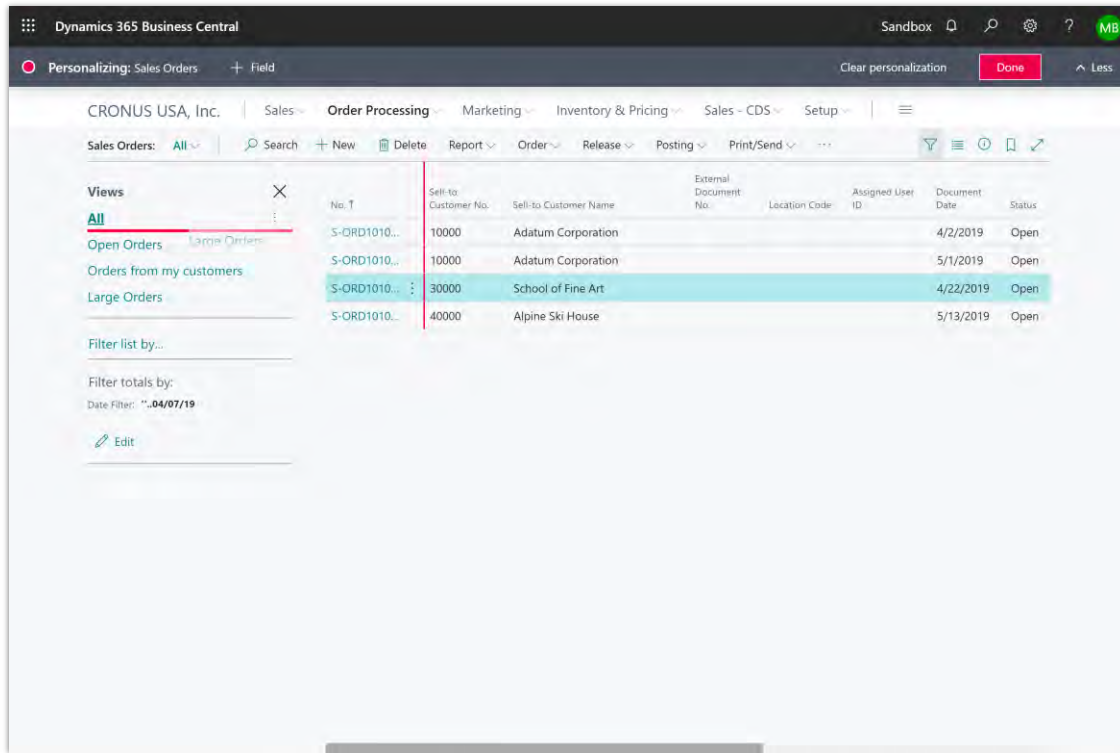 Dynamics 365 Business Central Sandbox ? MB
Personalizing: Sales Orders + Field Clear personalization Done Less
CRONUS USA, Inc. Sales Order Processing Marketing Inventory & Pricing Sales - CDS Setup
Sales Orders: All Search + New Delete Report Order Release Posting Print/Send ...
Views
All
Open Orders Large Orders
Orders from my customers
Large Orders
Filter list by...
Filter totals by:
Date Filter: ''..04/07/19
Edit
No. ↑ Sell-to Customer No. Sell-to Customer Name External Document No. Location Code Assigned User ID Document Date Status
S-ORD1010... 10000 Adatum Corporation 4/2/2019 Open
S-ORD1010... 10000 Adatum Corporation 5/1/2019 Open
S-ORD1010... 30000 School of Fine Art 4/22/2019 Open
S-ORD1010... 40000 Alpine Ski House 5/13/2019 Open